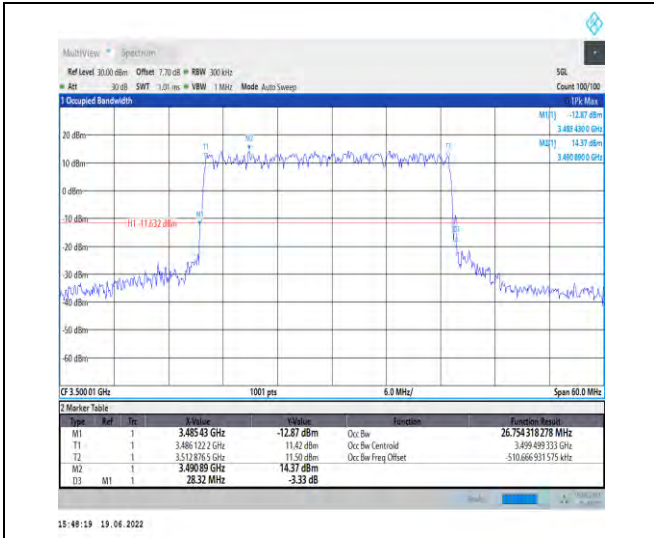 MultiView Spectrum
Ref Level 30.00 dBm Offset 7.70 dB RBW 300 kHz SGL
Att 30 dB SWT 1.01 ms VBW 1 MHz Mode Auto Sweep Count 100/100
1 Occupied Bandwidth 1Pk Max
M1[1] -12.87 dBm
3.485 430 0 GHz
20 dBm M2[1] 14.37 dBm
T1 M2 T2 3.490 890 0 GHz
10 dBm
0 dBm
-10 dBm M1
H1 -11.632 dBm
D3
-20 dBm
-30 dBm
-40 dBm
-50 dBm
-60 dBm
CF 3.500 01 GHz 1001 pts 6.0 MHz/ Span 60.0 MHz
2 Marker Table
Type Ref Trc X-Value Y-Value Function Function Result
M1 1 3.485 43 GHz -12.87 dBm Occ Bw 26.754 318 278 MHz
T1 1 3.486 122 2 GHz 11.42 dBm Occ Bw Centroid 3.499 499 333 GHz
T2 1 3.512 876 5 GHz 11.50 dBm Occ Bw Freq Offset -510.666 931 575 kHz
M2 1 3.490 89 GHz 14.37 dBm
D3 M1 1 28.32 MHz -3.33 dB
15:48:19 19.06.2022